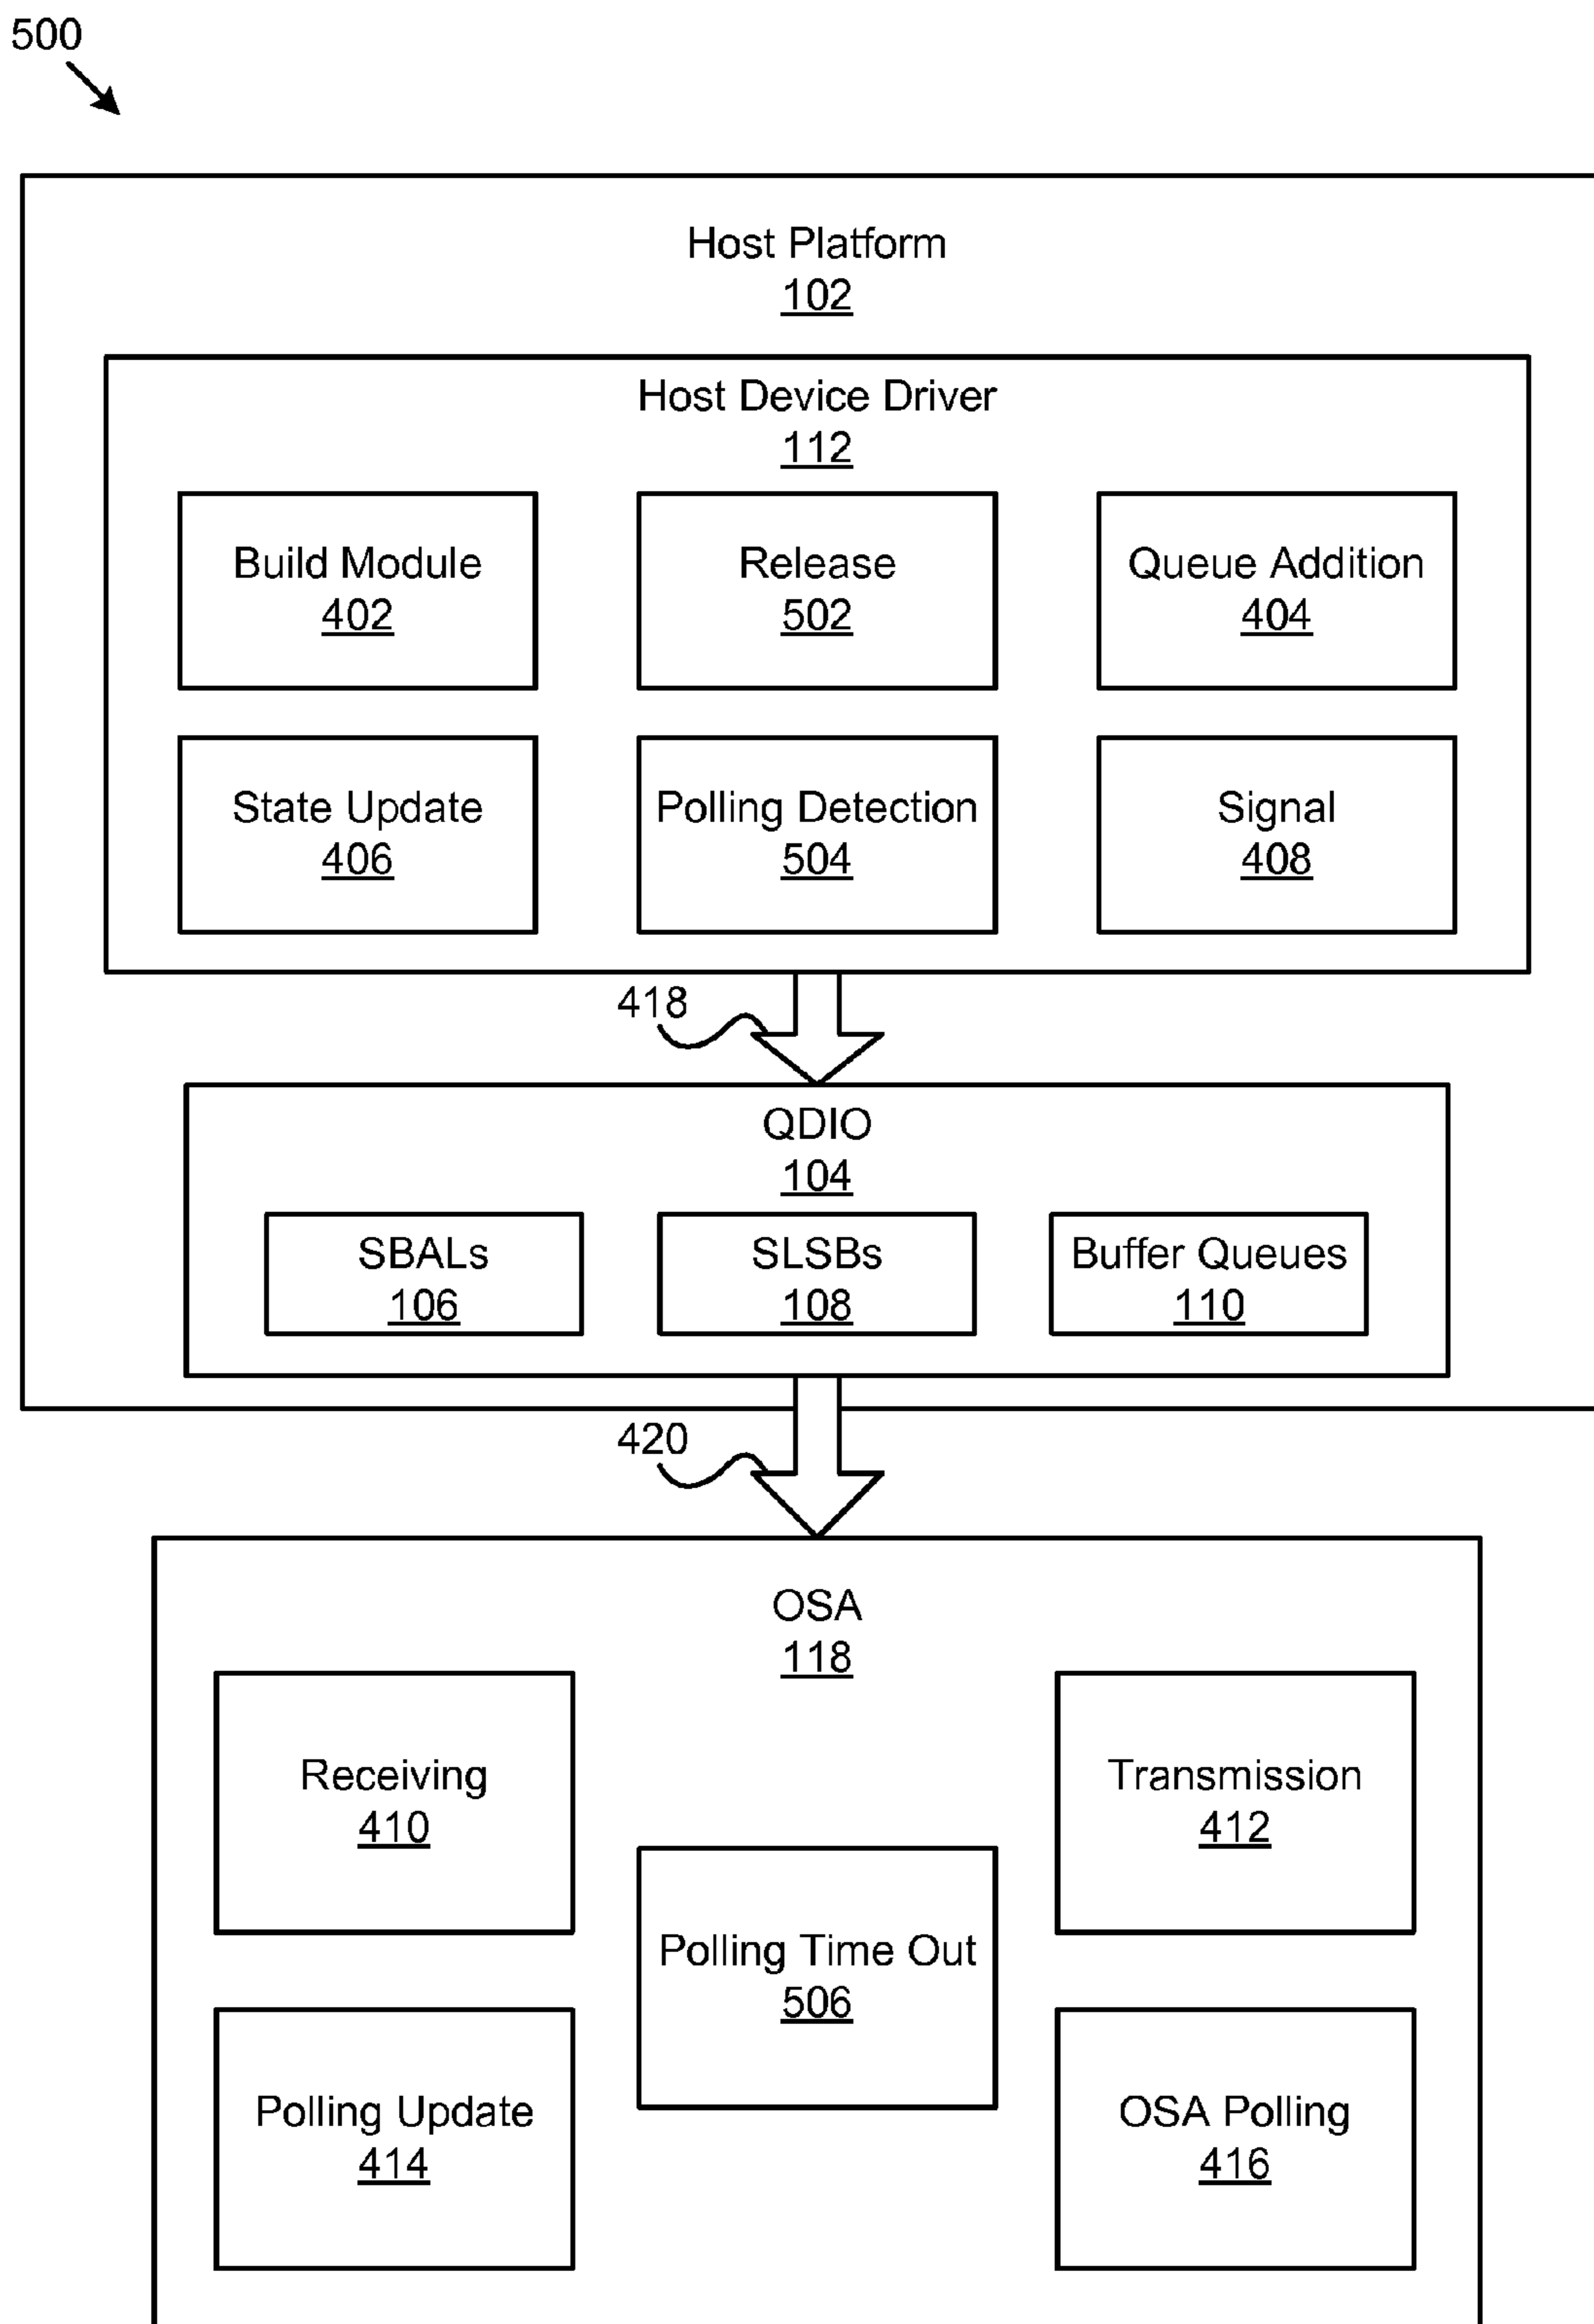 500
Host Platform
102
Host Device Driver
112
Build Module
402
Release
502
Queue Addition
404
State Update
406
Polling Detection
504
Signal
408
418
QDIO
104
SBALs
106
SLSBs
108
Buffer Queues
110
420
OSA
118
Receiving
410
Transmission
412
Polling Time Out
506
Polling Update
414
OSA Polling
416